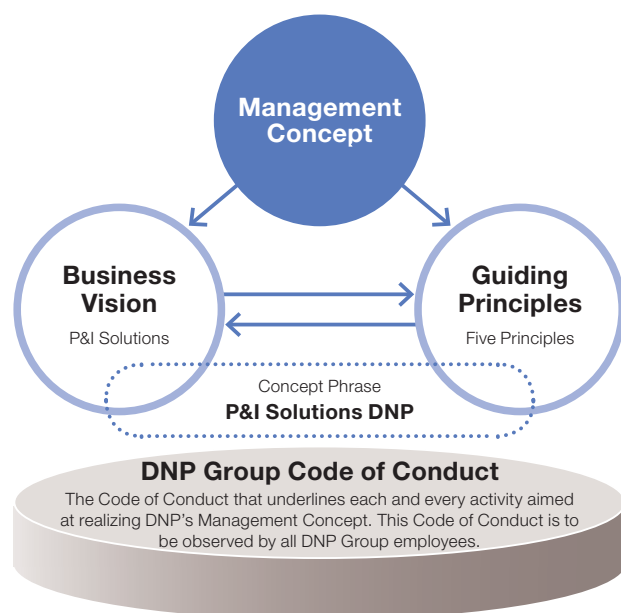 Management
Concept
Business
Vision
P&I Solutions
Guiding
Principles
Five Principles
Concept Phrase
P&I Solutions DNP
DNP Group Code of Conduct
The Code of Conduct that underlines each and every activity aimed
at realizing DNP's Management Concept. This Code of Conduct is to
be observed by all DNP Group employees.